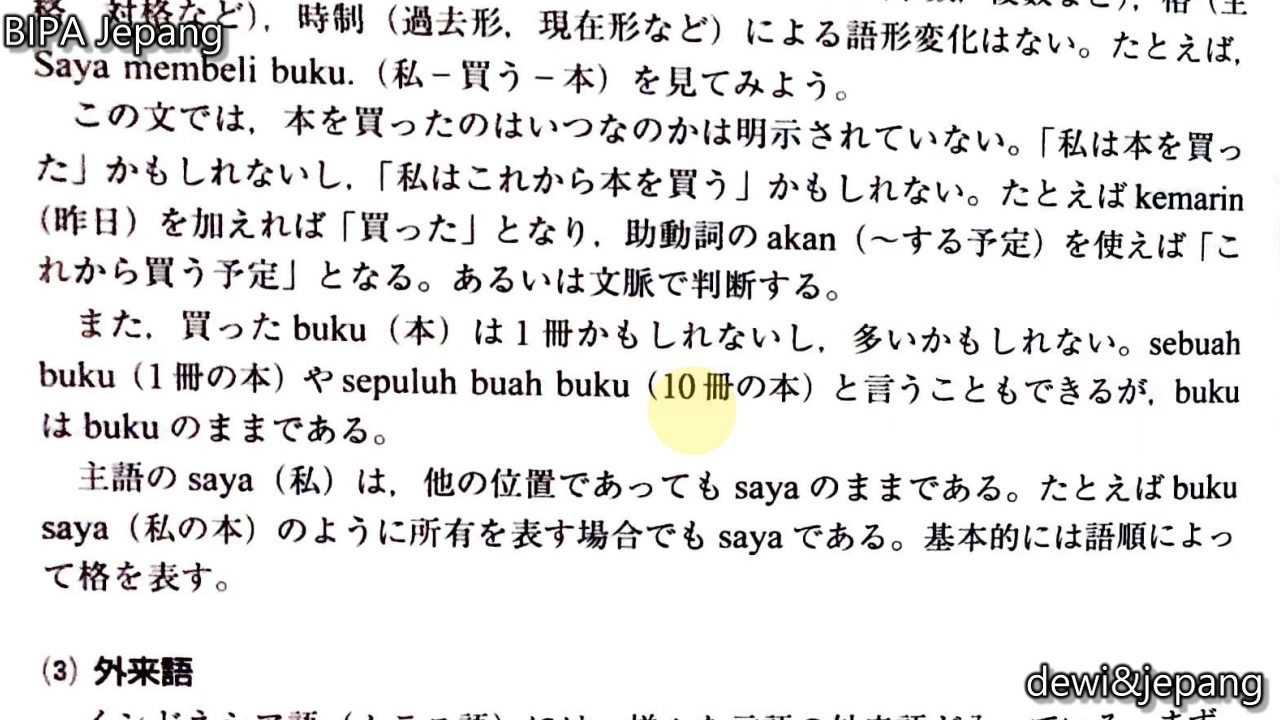 BIPA Jepang
格，対格など)，時制（過去形，現在形など）による語形変化はない。たとえば，
Saya membeli buku.（私－買う－本）を見てみよう。
この文では，本を買ったのはいつなのかは明示されていない。「私は本を買っ
た」かもしれないし，「私はこれから本を買う」かもしれない。たとえば kemarin
（昨日）を加えれば「買った」となり，助動詞の akan（～する予定）を使えば「こ
れから買う予定」となる。あるいは文脈で判断する。
また，買った buku（本）は 1 冊かもしれないし，多いかもしれない。sebuah
buku（1 冊の本）や sepuluh buah buku（10 冊の本）と言うこともできるが，buku
は buku のままである。
主語の saya（私）は，他の位置であっても saya のままである。たとえば buku
saya（私の本）のように所有を表す場合でも saya である。基本的には語順によっ
て格を表す。
(3) 外来語
dewi&jepang